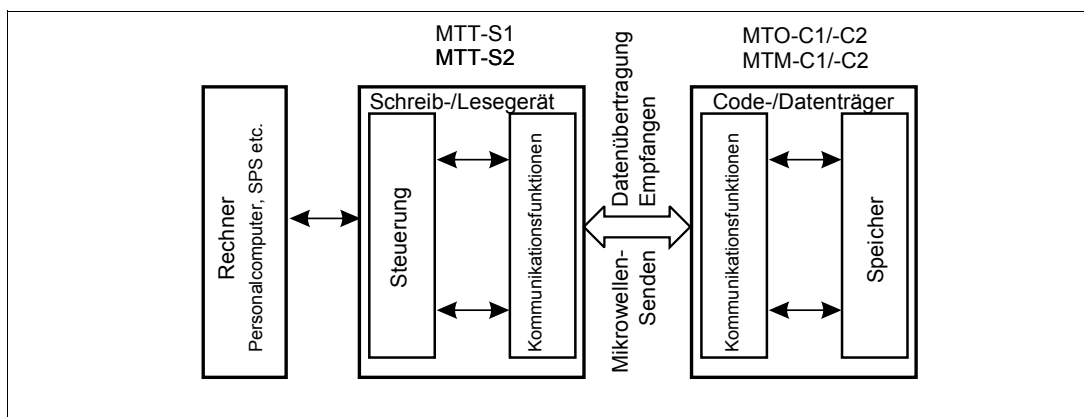 MTT-S1
MTT-S2
MTO-C1/-C2
MTM-C1/-C2
Rechner
Personalcomputer, SPS etc.
Schreib-/Lesegerät
Steuerung
Kommunikationsfunktionen
Mikrowellen- Datenübertragung
Senden Empfangen
Code-/Datenträger
Kommunikationsfunktionen
Speicher